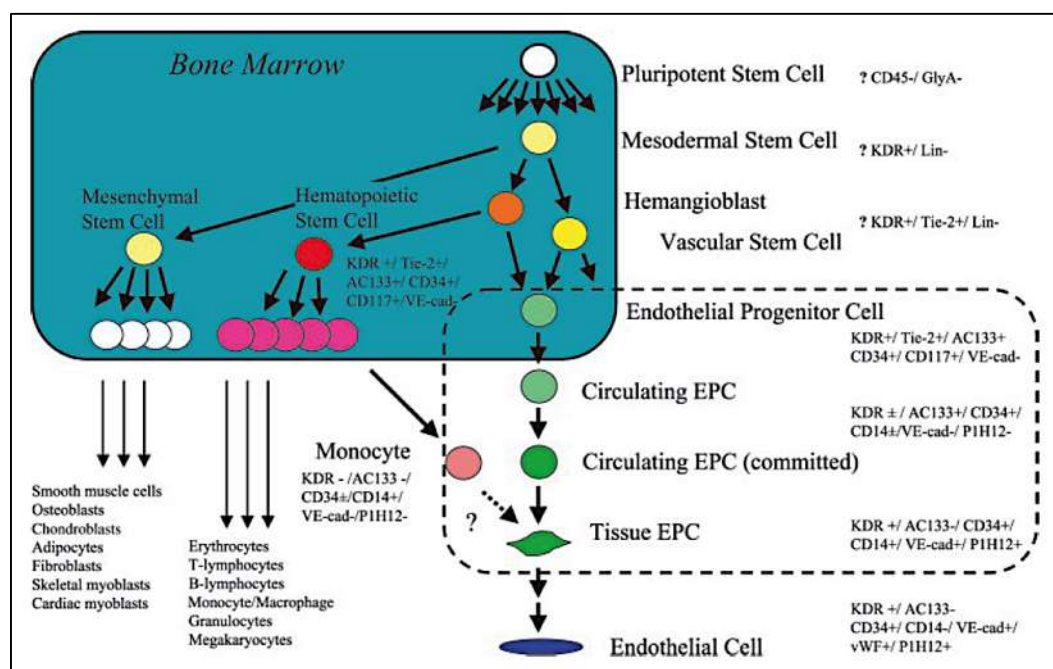 Bone Marrow
Pluripotent Stem Cell
? CD45-/ GlyA-
Mesodermal Stem Cell
? KDR+/ Lin-
Mesenchymal
Stem Cell
Hematopoietic
Stem Cell
KDR +/ Tie-2+/
AC133+/ CD34+/
CD117+/VE-cad-
Hemangioblast
Vascular Stem Cell
? KDR+/ Tie-2+/ Lin-
Endothelial Progenitor Cell
KDR+/ Tie-2+/ AC133+
CD34+/ CD117+/ VE-cad-
Circulating EPC
KDR ±/ AC133+/ CD34+/
CD14±/VE-cad-/ P1H12-
Monocyte
KDR - /AC133 -/
CD34±/CD14+/
VE-cad-/P1H12-
Circulating EPC (committed)
?
Tissue EPC
KDR +/ AC133-/ CD34+/
CD14+/ VE-cad+/ P1H12+
Smooth muscle cells
Osteoblasts
Chondroblasts
Adipocytes
Fibroblasts
Skeletal myoblasts
Cardiac myoblasts
Erythrocytes
T-lymphocytes
B-lymphocytes
Monocyte/Macrophage
Granulocytes
Megakaryocytes
Endothelial Cell
KDR +/ AC133-
CD34+/ CD14-/ VE-cad+/
vWF+/ P1H12+